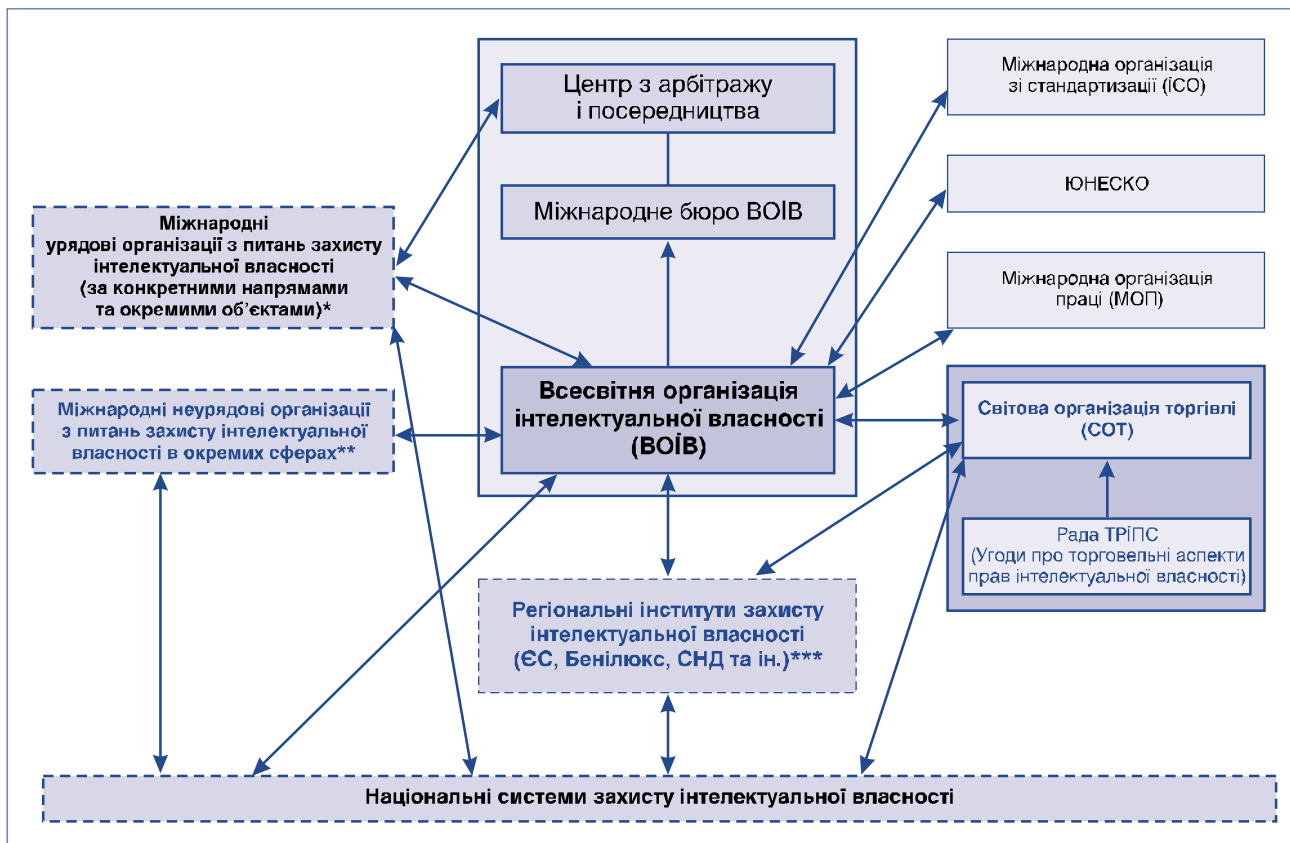 Центр з арбітражу
і посередництва
Міжнародне бюро ВОЇВ
Всесвітня організація
інтелектуальної власності
(ВОЇВ)
Міжнародна організація
зі стандартизації (ІСО)
ЮНЕСКО
Міжнародна організація
праці (МОП)
Міжнародні
урядові організації з питань захисту
інтелектуальної власності
(за конкретними напрямами
та окремими об’єктами)*
Міжнародні неурядові організації
з питань захисту інтелектуальної
власності в окремих сферах**
Світова організація торгівлі
(СОТ)
Рада ТРІПС
(Угоди про торговельні аспекти
прав інтелектуальної власності)
Регіональні інститути захисту
інтелектуальної власності
(ЄС, Бенілюкс, СНД та ін.)***
Національні системи захисту інтелектуальної власності